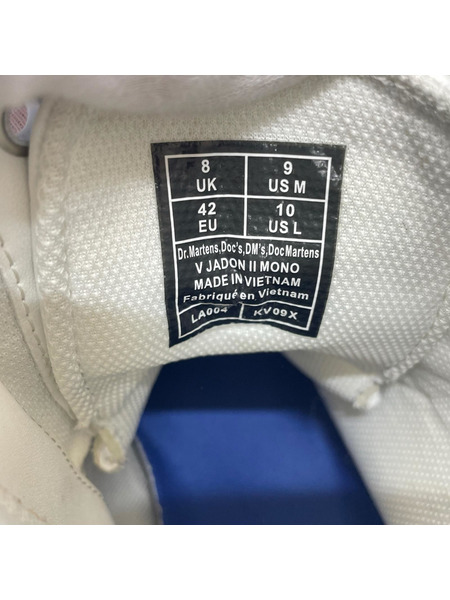 8 9
UK US M
42 10
EU US L
Dr.Martens,Doc's,DM's,DocMartens
V JADON II MONO
MADE IN VIETNAM
Fabriqué en Vietnam
LA004 KV09X